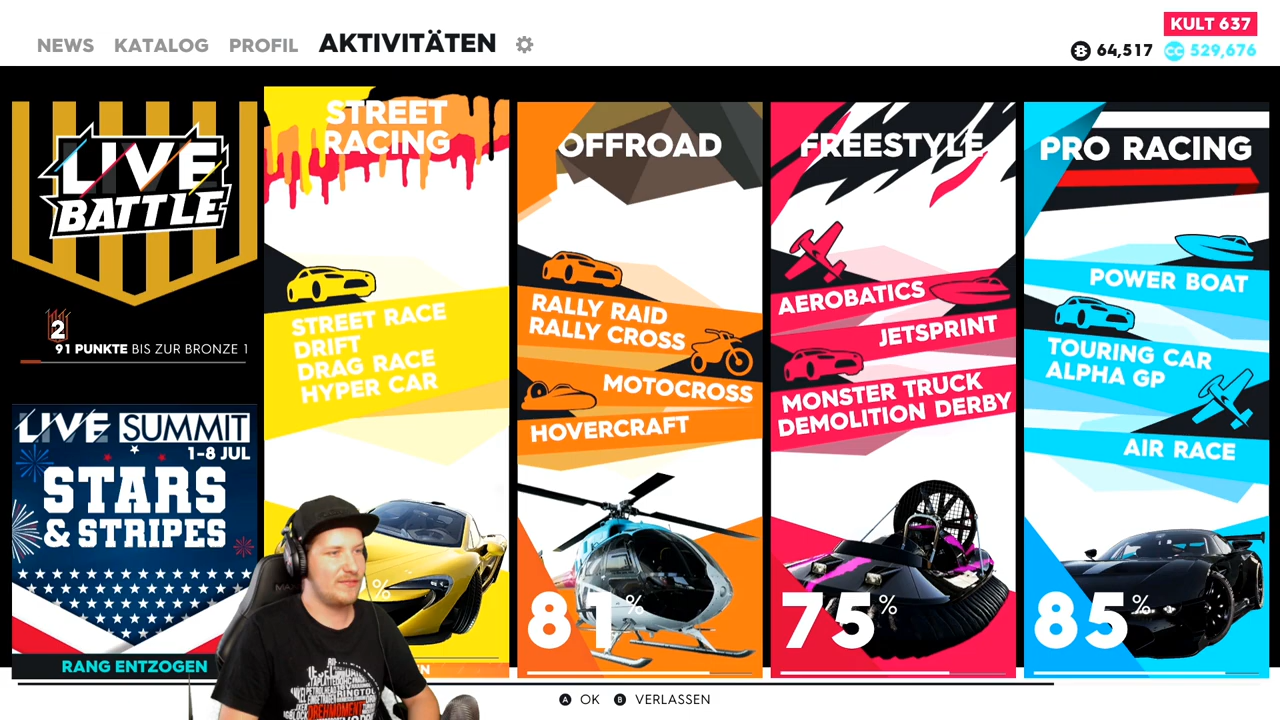 NEWS KATALOG PROFIL AKTIVITÄTEN
KULT 637
64,517 529,676
LIVE
BATTLE
2
91 PUNKTE BIS ZUR BRONZE 1
LIVE SUMMIT
1-8 JUL
STARS
& STRIPES
RANG ENTZOGEN
STREET
RACING
STREET RACE
DRIFT
DRAG RACE
HYPER CAR
%
OFFROAD
RALLY RAID
RALLY CROSS
MOTOCROSS
HOVERCRAFT
81%
FREESTYLE
AEROBATICS
JETSPRINT
MONSTER TRUCK
DEMOLITION DERBY
75%
PRO RACING
POWER BOAT
TOURING CAR
ALPHA GP
AIR RACE
85%
DREHMOMENT
A OK B VERLASSEN